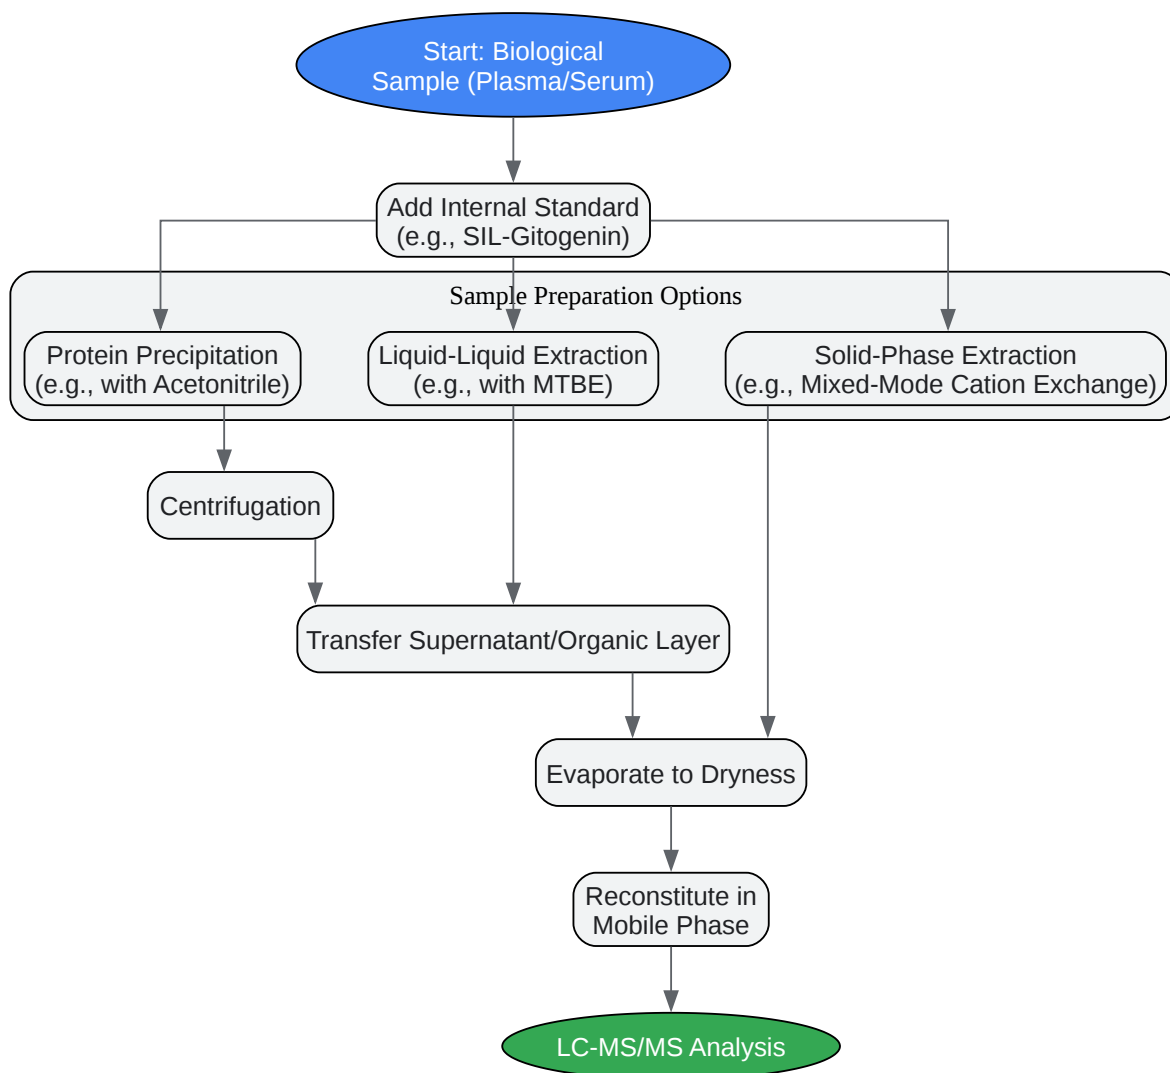 Start: Biological
Sample (Plasma/Serum)
Add Internal Standard
(e.g., SIL-Gitogenin)
Sample Preparation Options
Protein Precipitation
(e.g., with Acetonitrile)
Liquid-Liquid Extraction
(e.g., with MTBE)
Solid-Phase Extraction
(e.g., Mixed-Mode Cation Exchange)
Centrifugation
Transfer Supernatant/Organic Layer
Evaporate to Dryness
Reconstitute in
Mobile Phase
LC-MS/MS Analysis